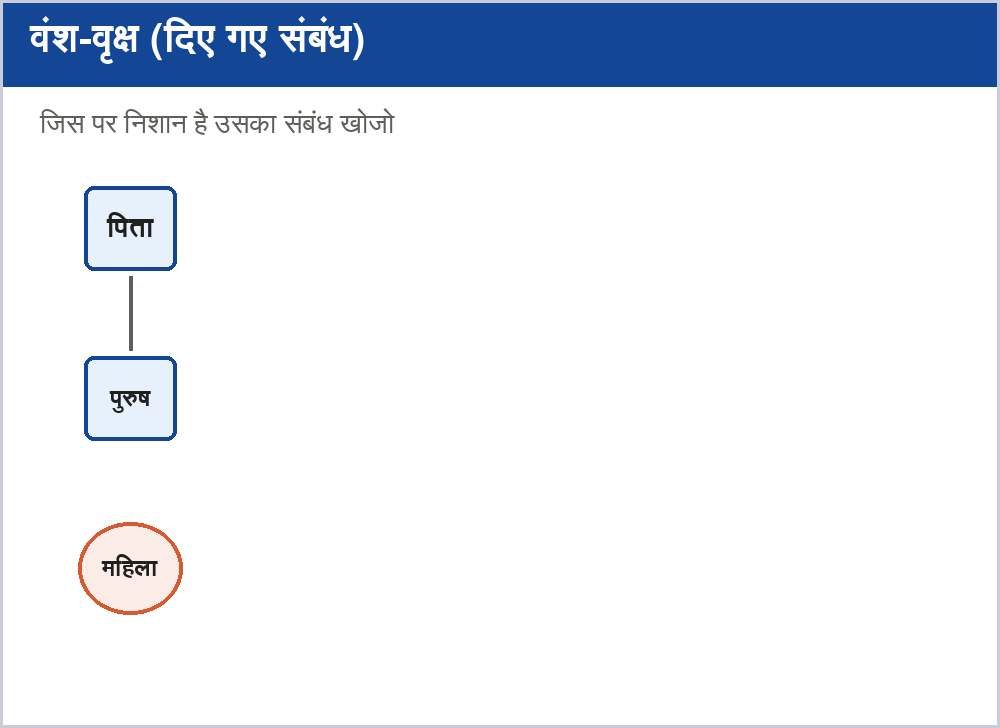 वंश-वृक्ष (दिए गए संबंध)
जिस पर निशान है उसका संबंध खोजो
पिता
पुरुष
महिला